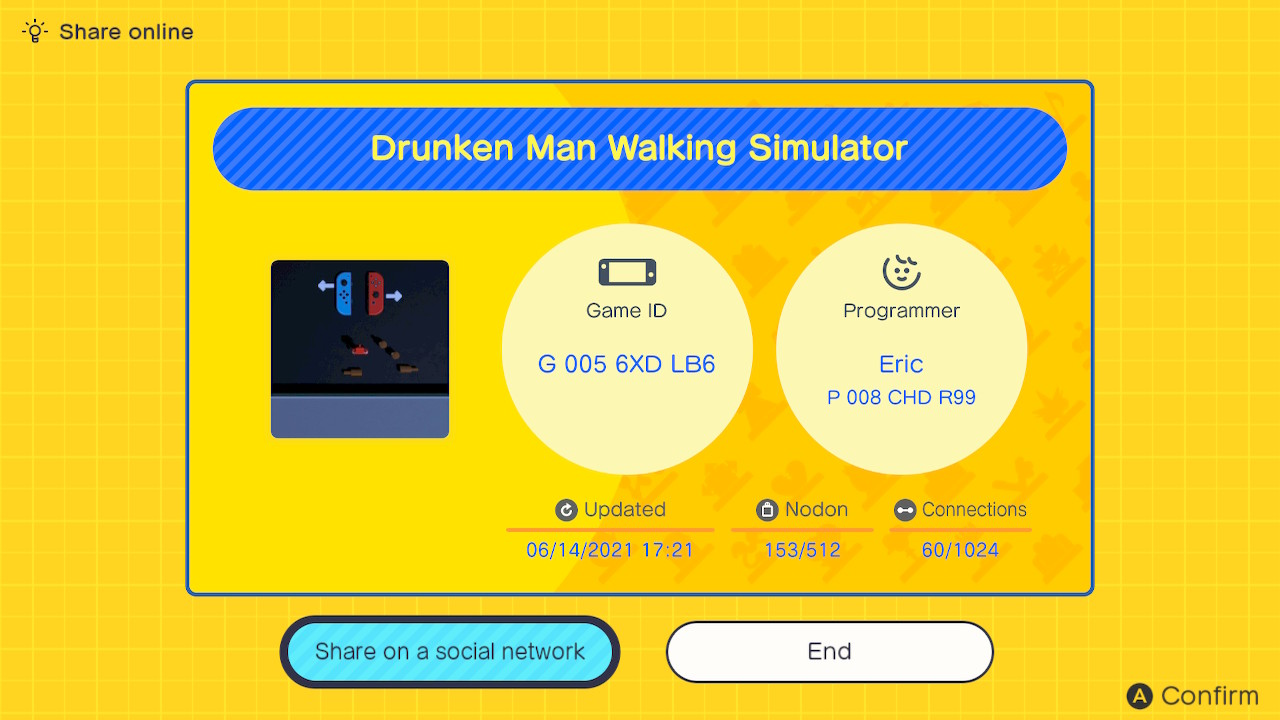 Share online
Drunken Man Walking Simulator
Game ID
G 005 6XD LB6
Programmer
Eric
P 008 CHD R99
Updated
06/14/2021 17:21
Nodon
153/512
Connections
60/1024
Share on a social network
End
A Confirm